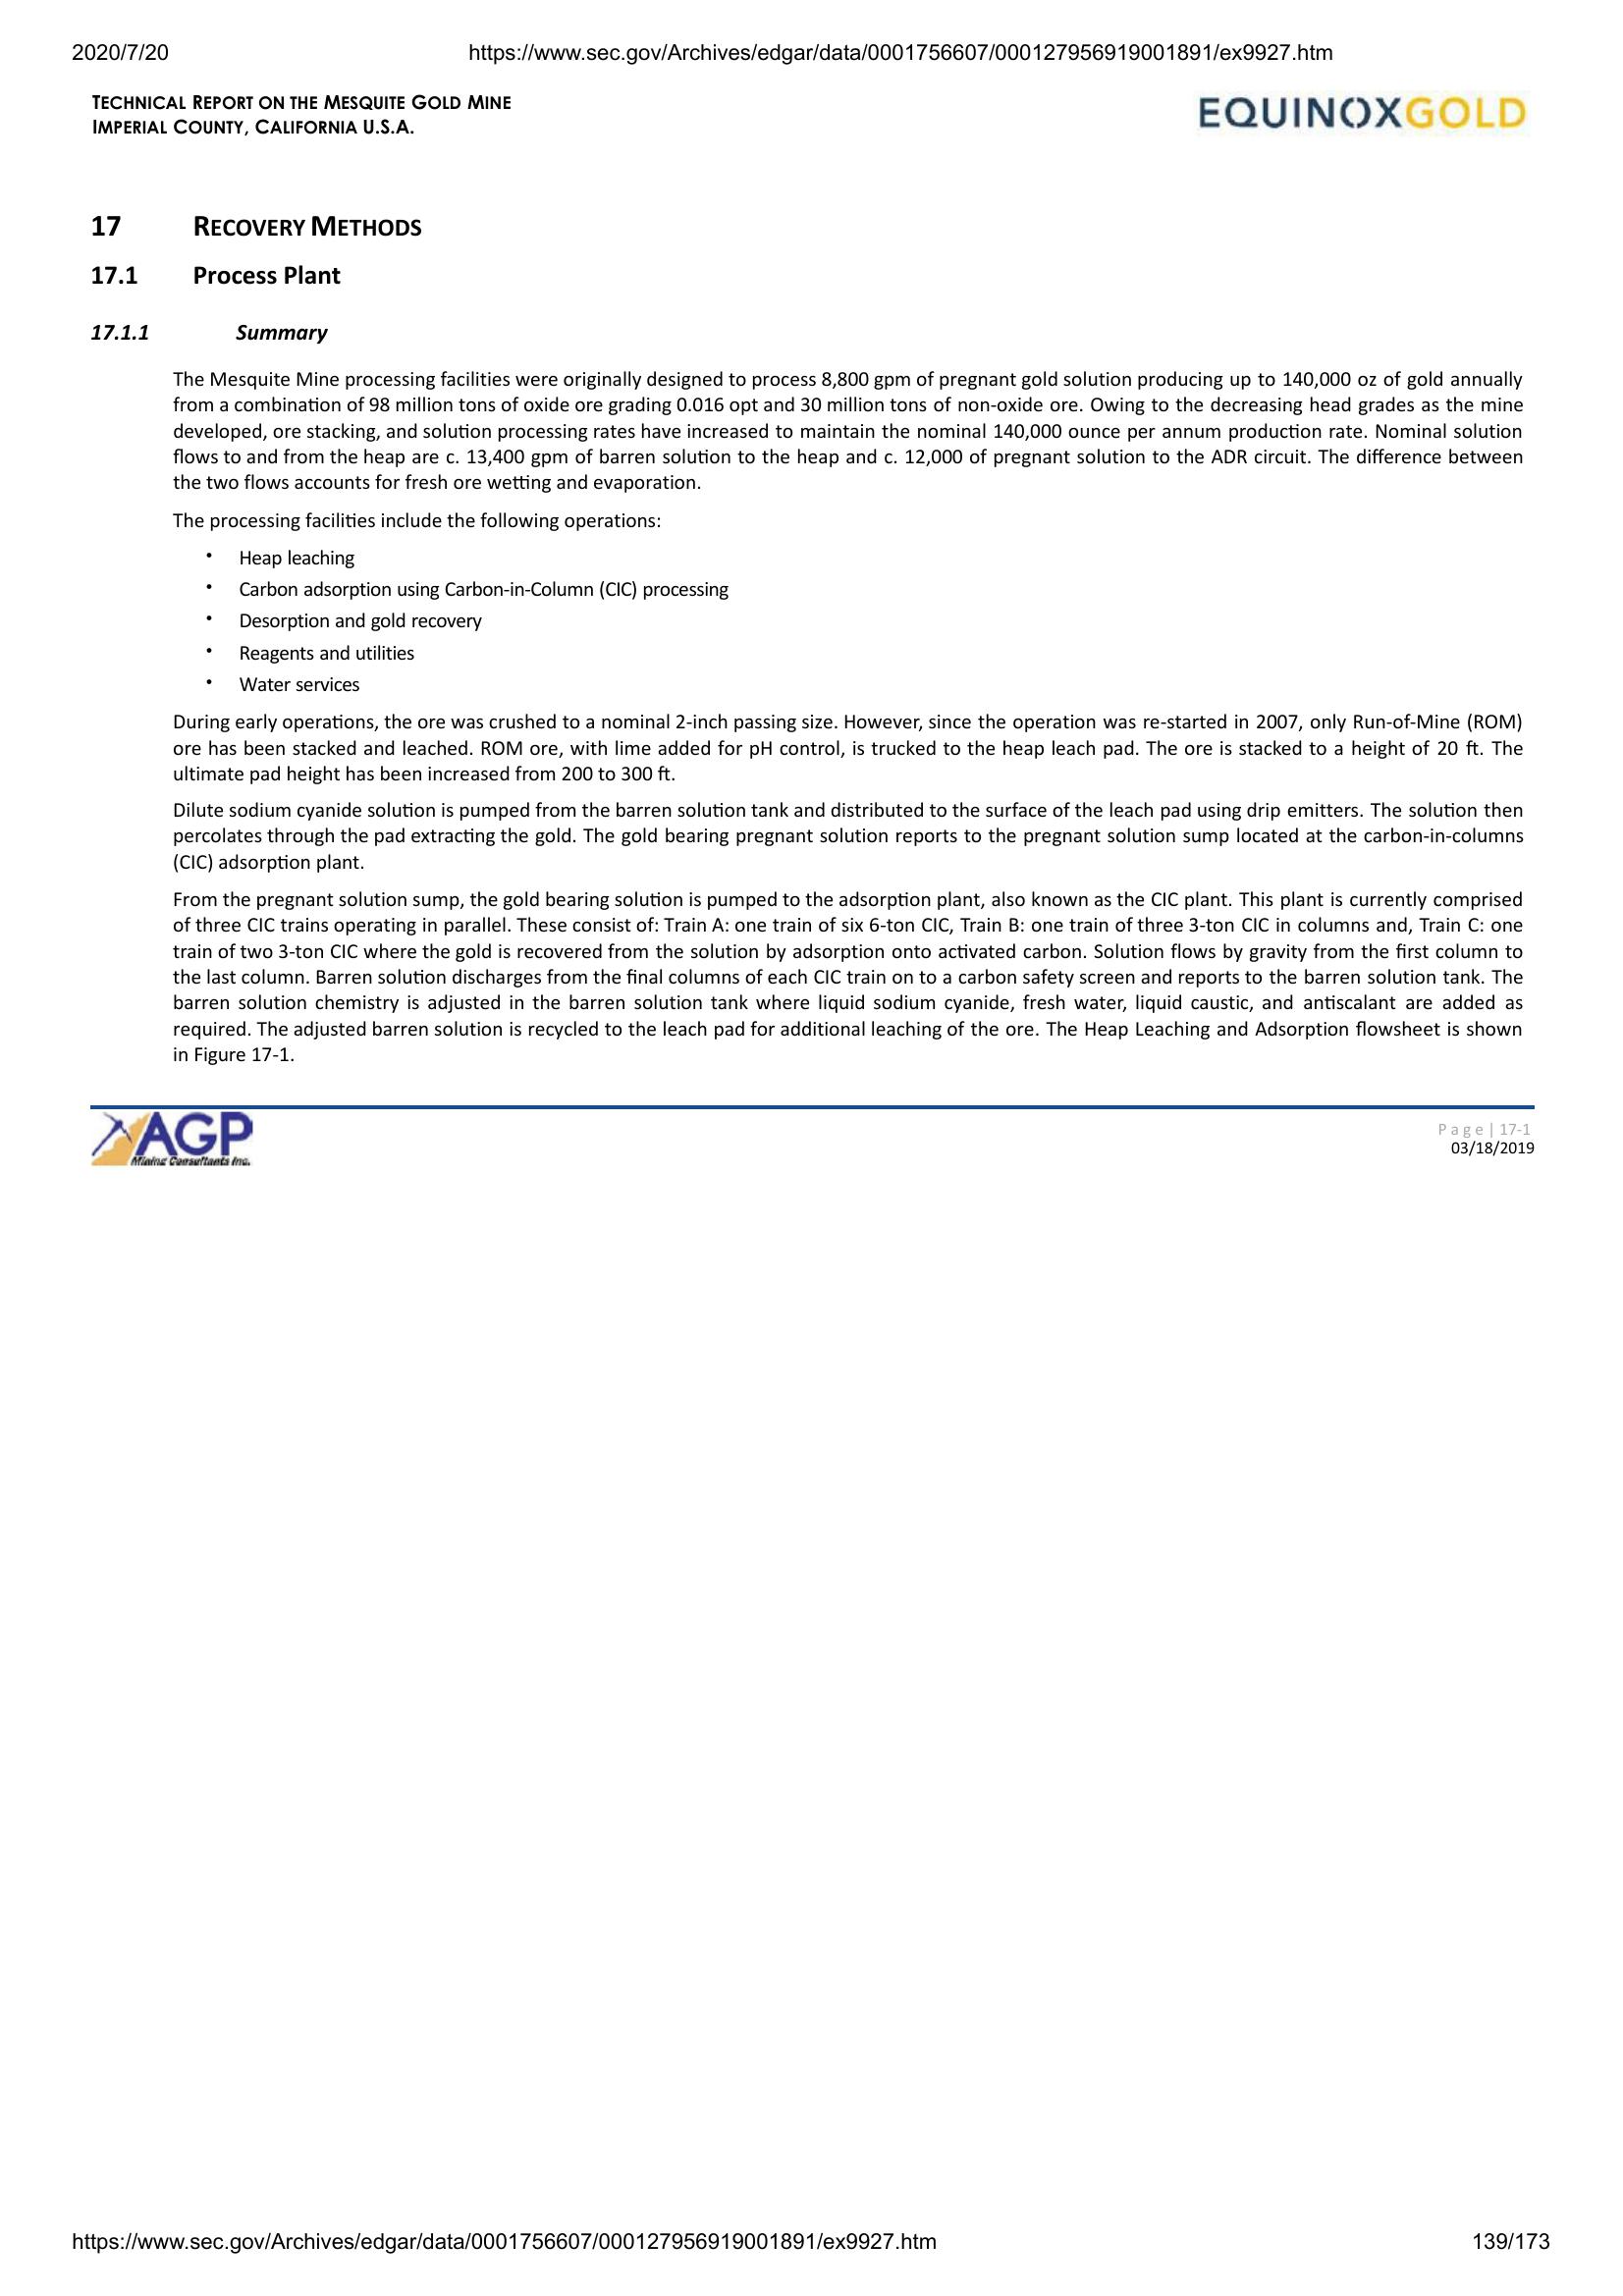 2020/7/20 https://www.sec.gov/Archives/edgar/data/0001756607/000127956919001891/ex9927.htm
TECHNICAL REPORT ON THE MESQUITE GOLD MINE
IMPERIAL COUNTY, CALIFORNIA U.S.A.
EQUINOXGOLD
17 RECOVERY METHODS
17.1 Process Plant
17.1.1 Summary
The Mesquite Mine processing facilities were originally designed to process 8,800 gpm of pregnant gold solution producing up to 140,000 oz of gold annually
from a combination of 98 million tons of oxide ore grading 0.016 opt and 30 million tons of non-oxide ore. Owing to the decreasing head grades as the mine
developed, ore stacking, and solution processing rates have increased to maintain the nominal 140,000 ounce per annum production rate. Nominal solution
flows to and from the heap are c. 13,400 gpm of barren solution to the heap and c. 12,000 of pregnant solution to the ADR circuit. The difference between
the two flows accounts for fresh ore wetting and evaporation.
The processing facilities include the following operations:
• Heap leaching
• Carbon adsorption using Carbon-in-Column (CIC) processing
• Desorption and gold recovery
• Reagents and utilities
• Water services
During early operations, the ore was crushed to a nominal 2-inch passing size. However, since the operation was re-started in 2007, only Run-of-Mine (ROM)
ore has been stacked and leached. ROM ore, with lime added for pH control, is trucked to the heap leach pad. The ore is stacked to a height of 20 ft. The
ultimate pad height has been increased from 200 to 300 ft.
Dilute sodium cyanide solution is pumped from the barren solution tank and distributed to the surface of the leach pad using drip emitters. The solution then
percolates through the pad extracting the gold. The gold bearing pregnant solution reports to the pregnant solution sump located at the carbon-in-columns
(CIC) adsorption plant.
From the pregnant solution sump, the gold bearing solution is pumped to the adsorption plant, also known as the CIC plant. This plant is currently comprised
of three CIC trains operating in parallel. These consist of: Train A: one train of six 6-ton CIC, Train B: one train of three 3-ton CIC in columns and, Train C: one
train of two 3-ton CIC where the gold is recovered from the solution by adsorption onto activated carbon. Solution flows by gravity from the first column to
the last column. Barren solution discharges from the final columns of each CIC train on to a carbon safety screen and reports to the barren solution tank. The
barren solution chemistry is adjusted in the barren solution tank where liquid sodium cyanide, fresh water, liquid caustic, and antiscalant are added as
required. The adjusted barren solution is recycled to the leach pad for additional leaching of the ore. The Heap Leaching and Adsorption flowsheet is shown
in Figure 17-1.
AGP
Mining Consultants Inc.
Page | 17-1
03/18/2019
https://www.sec.gov/Archives/edgar/data/0001756607/000127956919001891/ex9927.htm 139/173